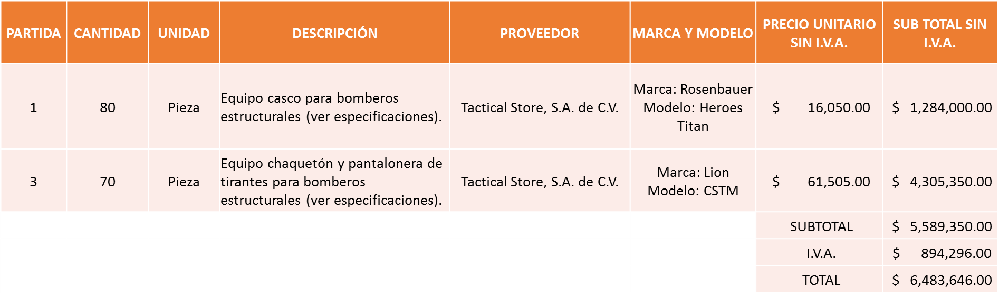 PARTIDA CANTIDAD UNIDAD DESCRIPCIÓN PROVEEDOR MARCA Y MODELO PRECIO UNITARIO SIN I.V.A. SUB TOTAL SIN I.V.A.
1 80 Pieza Equipo casco para bomberos estructurales (ver especificaciones). Tactical Store, S.A. de C.V. Marca: Rosenbauer Modelo: Heroes Titan $ 16,050.00 $ 1,284,000.00
3 70 Pieza Equipo chaquetón y pantalonera de tirantes para bomberos estructurales (ver especificaciones). Tactical Store, S.A. de C.V. Marca: Lion Modelo: CSTM $ 61,505.00 $ 4,305,350.00
SUBTOTAL $ 5,589,350.00
I.V.A. $ 894,296.00
TOTAL $ 6,483,646.00